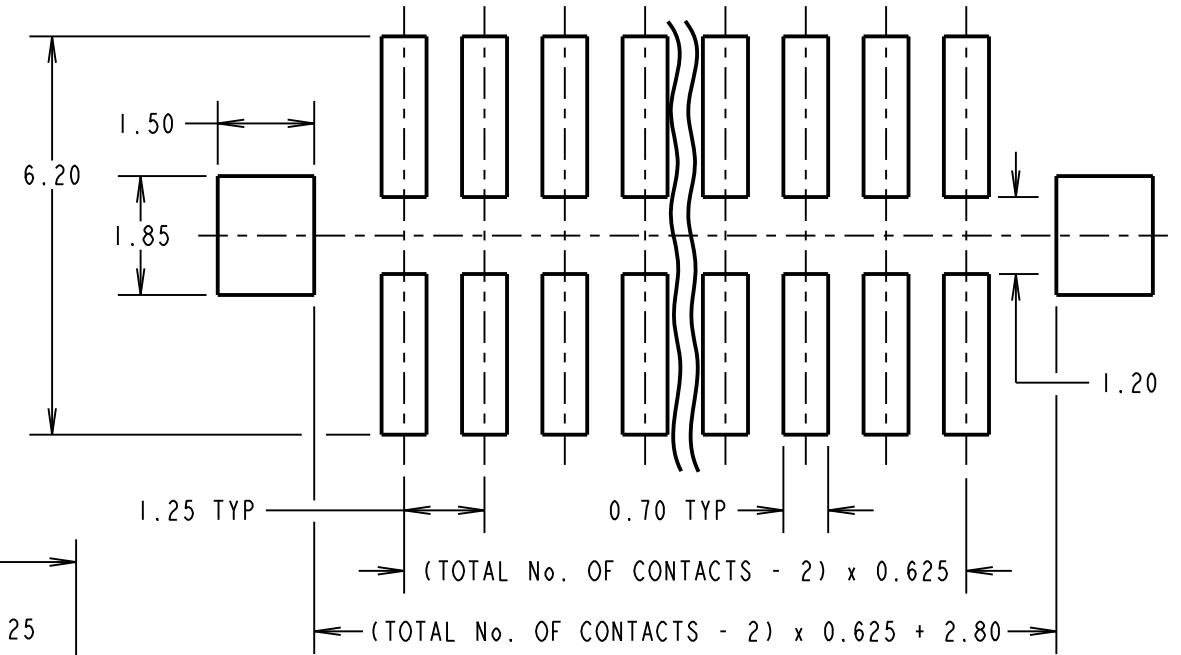 1.50
6.20
1.85
1.20
1.25 TYP
0.70 TYP
(TOTAL No. OF CONTACTS - 2) x 0.625
25
(TOTAL No. OF CONTACTS - 2) x 0.625 + 2.80